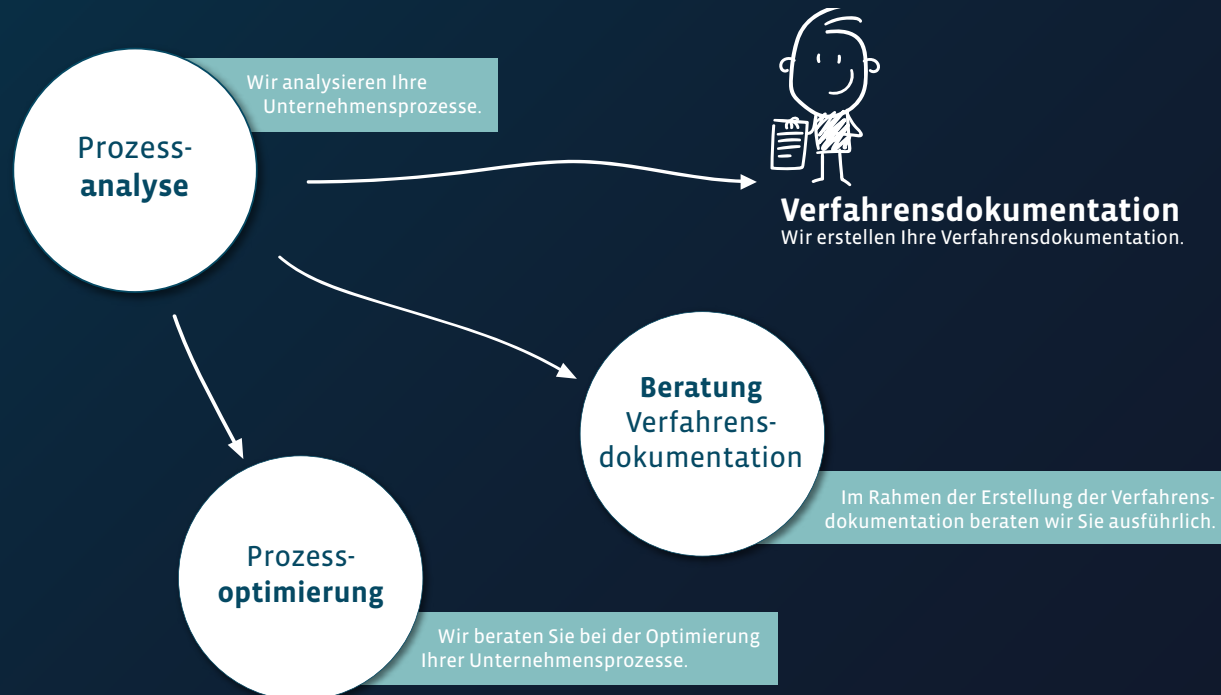 Wir analysieren Ihre
Unternehmensprozesse.
Prozess-
analyse
Verfahrensdokumentation
Wir erstellen Ihre Verfahrensdokumentation.
Beratung
Verfahrens-
dokumentation
Im Rahmen der Erstellung der Verfahrens-
dokumentation beraten wir Sie ausführlich.
Prozess-
optimierung
Wir beraten Sie bei der Optimierung
Ihrer Unternehmensprozesse.